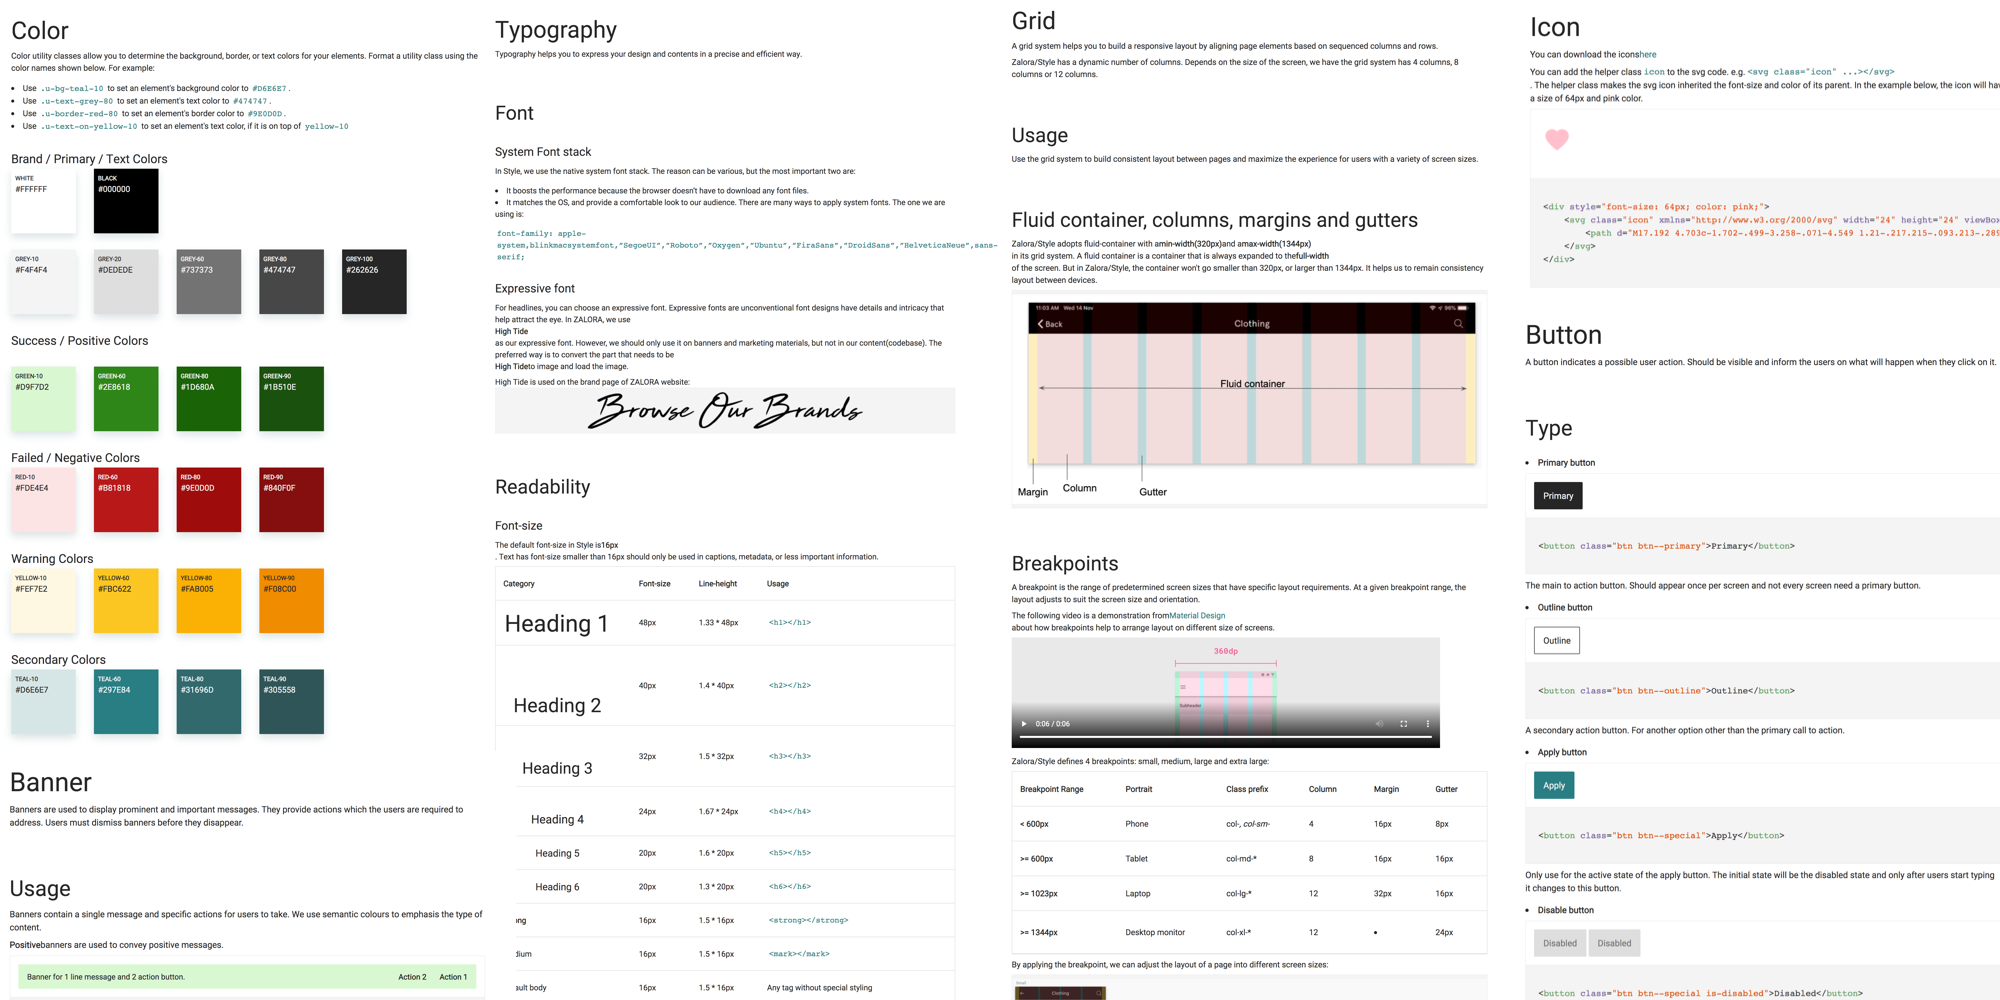 Color
Color utility classes allow you to determine the background, border, or text colors for your elements. Format a utility class using the
color names shown below. For example:
• Use .u-bg-teal-10 to set an element's background color to #D6E6E7.
• Use .u-text-grey-80 to set an element's text color to #474747.
• Use .u-border-red-80 to set an element's border color to #9E0D0D.
• Use .u-text-on-yellow-10 to set an element's text color, if it is on top of yellow-10
Brand / Primary / Text Colors
WHITE
#FFFFFF
BLACK
#000000
GREY-10
#F4F4F4
GREY-20
#DEDEDE
GREY-60
#737373
GREY-80
#474747
GREY-100
#262626
Success / Positive Colors
GREEN-10
#D9F7D2
GREEN-60
#2E8618
GREEN-80
#1D680A
GREEN-90
#1B510E
Failed / Negative Colors
RED-10
#FDE4E4
RED-60
#B81818
RED-80
#9E0D0D
RED-90
#840F0F
Warning Colors
YELLOW-10
#FEF7E2
YELLOW-60
#FBC622
YELLOW-80
#FAB005
YELLOW-90
#F08C00
Secondary Colors
TEAL-10
#D6E6E7
TEAL-60
#297E84
TEAL-80
#31696D
TEAL-90
#305558
Banner
Banners are used to display prominent and important messages. They provide actions which the users are required to
address. Users must dismiss banners before they disappear.
Usage
Banners contain a single message and specific actions for users to take. We use semantic colours to emphasis the type of
content.
Positivebanners are used to convey positive messages.
Banner for 1 line message and 2 action button. Action 2 Action 1
Typography
Typography helps you to express your design and contents in a precise and efficient way.
Font
System Font stack
In Style, we use the native system font stack. The reason can be various, but the most important two are:
• It boosts the performance because the browser doesn't have to download any font files.
• It matches the OS, and provide a comfortable look to our audience. There are many ways to apply system fonts. The one we are
using is:
font-family: apple-
system,blinkmacsystemfont,"SegoeUI","Roboto","Oxygen","Ubuntu","FiraSans","DroidSans","HelveticaNeue",sans-
serif;
Expressive font
For headlines, you can choose an expressive font. Expressive fonts are unconventional font designs have details and intricacy that
help attract the eye. In ZALORA, we use
High Tide
as our expressive font. However, we should only use it on banners and marketing materials, but not in our content(codebase). The
preferred way is to convert the part that needs to be
High Tideto image and load the image.
High Tide is used on the brand page of ZALORA website:
Browse Our Brands
Readability
Font-size
The default font-size in Style is16px
. Text has font-size smaller than 16px should only be used in captions, metadata, or less important information.
Category Font-size Line-height Usage
Heading 1 48px 1.33 * 48px <h1></h1>
Heading 2 40px 1.4 * 40px <h2></h2>
Heading 3 32px 1.5 * 32px <h3></h3>
Heading 4 24px 1.67 * 24px <h4></h4>
Heading 5 20px 1.6 * 20px <h5></h5>
Heading 6 20px 1.3 * 20px <h6></h6>
ong 16px 1.5 * 16px <strong></strong>
dium 16px 1.5 * 16px <mark></mark>
ault body 16px 1.5 * 16px Any tag without special styling
Grid
A grid system helps you to build a responsive layout by aligning page elements based on sequenced columns and rows.
Zalora/Style has a dynamic number of columns. Depends on the size of the screen, we have the grid system has 4 columns, 8
columns or 12 columns.
Usage
Use the grid system to build consistent layout between pages and maximize the experience for users with a variety of screen sizes.
Fluid container, columns, margins and gutters
Zalora/Style adopts fluid-container with amin-width(320px)and amax-width(1344px)
in its grid system. A fluid container is a container that is always expanded to thefull-width
of the screen. But in Zalora/Style, the container won't go smaller than 320px, or larger than 1344px. It helps us to remain consistency
layout between devices.
11:03 AM Wed 14 Nov 96%
Back Clothing
Fluid container
Margin Column Gutter
Breakpoints
A breakpoint is the range of predetermined screen sizes that have specific layout requirements. At a given breakpoint range, the
layout adjusts to suit the screen size and orientation.
The following video is a demonstration fromMaterial Design
about how breakpoints help to arrange layout on different size of screens.
360dp
Subheader
0:06 / 0:06
Zalora/Style defines 4 breakpoints: small, medium, large and extra large:
Breakpoint Range Portrait Class prefix Column Margin Gutter
< 600px Phone col-, col-sm- 4 16px 8px
>= 600px Tablet col-md-* 8 16px 16px
>= 1023px Laptop col-lg-* 12 32px 16px
>= 1344px Desktop monitor col-xl-* 12 • 24px
By applying the breakpoint, we can adjust the layout of a page into different screen sizes:
Small
Clothing
Icon
You can download the iconshere
You can add the helper class icon to the svg code. e.g. <svg class="icon" ...></svg>
. The helper class makes the svg icon inherited the font-size and color of its parent. In the example below, the icon will hav
a size of 64px and pink color.
<div style="font-size: 64px; color: pink;">
<svg class="icon" xmlns="http://www.w3.org/2000/svg" width="24" height="24" viewBox
<path d="M17.192 4.703c-1.702-.499-3.258-.071-4.549 1.21-.217.215-.093.213-.289
</svg>
</div>
Button
A button indicates a possible user action. Should be visible and inform the users on what will happen when they click on it.
Type
• Primary button
Primary
<button class="btn btn--primary">Primary</button>
The main to action button. Should appear once per screen and not every screen need a primary button.
• Outline button
Outline
<button class="btn btn--outline">Outline</button>
A secondary action button. For another option other than the primary call to action.
• Apply button
Apply
<button class="btn btn--special">Apply</button>
Only use for the active state of the apply button. The initial state will be the disabled state and only after users start typing
it changes to this button.
• Disable button
Disabled Disabled
<button class="btn btn--special is-disabled">Disabled</button>